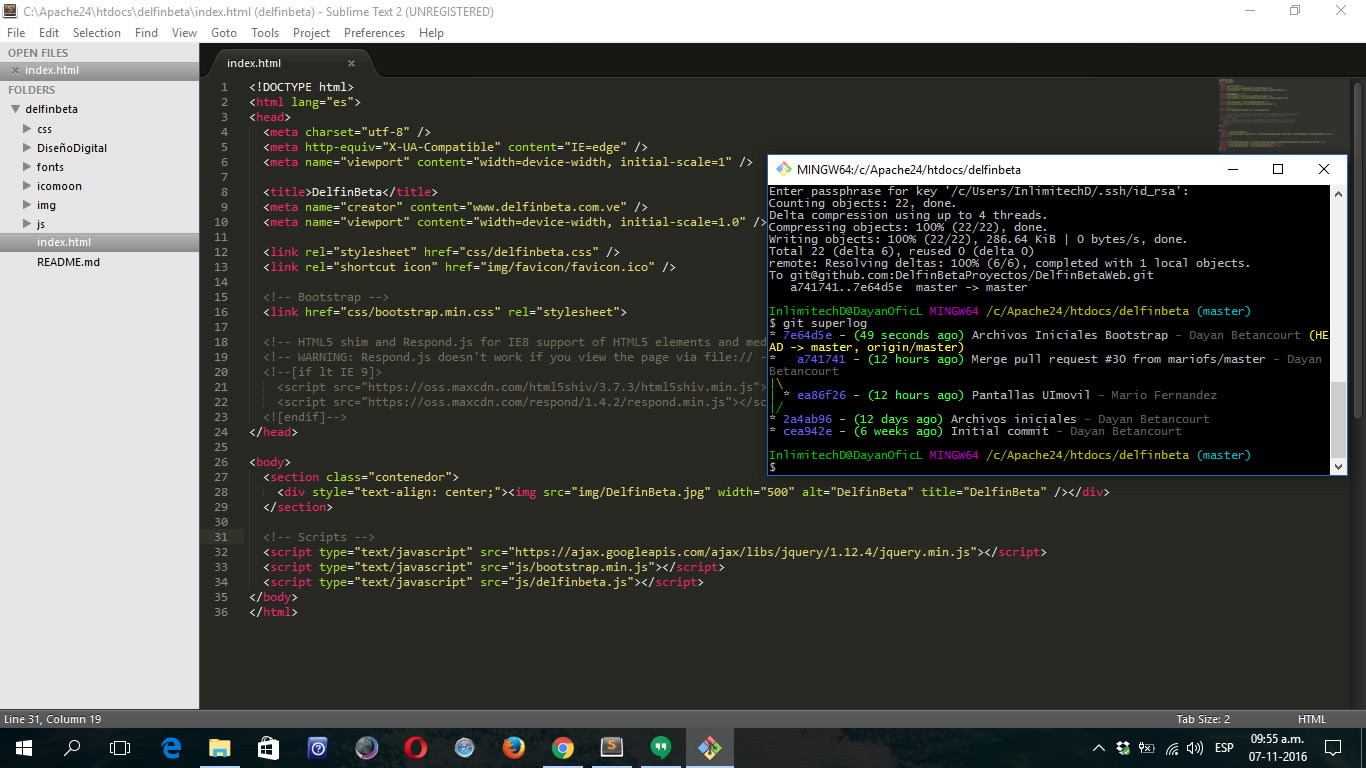 C:\Apache24\htdocs\delfinbeta\index.html (delfinbeta) - Sublime Text 2 (UNREGISTERED)
File Edit Selection Find View Goto Tools Project Preferences Help
OPEN FILES
index.html
FOLDERS
delfinbeta
css
DiseñoDigital
fonts
icomoon
img
js
index.html
README.md
index.html
1 <!DOCTYPE html>
2 <html lang="es">
3 <head>
4 <meta charset="utf-8" />
5 <meta http-equiv="X-UA-Compatible" content="IE=edge" />
6 <meta name="viewport" content="width=device-width, initial-scale=1" />
7
8 <title>DelfinBeta</title>
9 <meta name="creator" content="www.delfinbeta.com.ve" />
10 <meta name="viewport" content="width=device-width, initial-scale=1.0" />
11
12 <link rel="stylesheet" href="css/delfinbeta.css" />
13 <link rel="shortcut icon" href="img/favicon/favicon.ico" />
14
15 <!-- Bootstrap -->
16 <link href="css/bootstrap.min.css" rel="stylesheet">
17
18 <!-- HTML5 shim and Respond.js for IE8 support of HTML5 elements and med
19 <!-- WARNING: Respond.js doesn't work if you view the page via file:// -
20 <!--[if lt IE 9]>
21 <script src="https://oss.maxcdn.com/html5shiv/3.7.3/html5shiv.min.js">
22 <script src="https://oss.maxcdn.com/respond/1.4.2/respond.min.js"></sc
23 <![endif]-->
24 </head>
25
26 <body>
27 <section class="contenedor">
28 <div style="text-align: center;"><img src="img/DelfinBeta.jpg" width="500" alt="DelfinBeta" title="DelfinBeta" /></div>
29 </section>
30
31 <!-- Scripts -->
32 <script type="text/javascript" src="https://ajax.googleapis.com/ajax/libs/jquery/1.12.4/jquery.min.js"></script>
33 <script type="text/javascript" src="js/bootstrap.min.js"></script>
34 <script type="text/javascript" src="js/delfinbeta.js"></script>
35 </body>
36 </html>
MINGW64:/c/Apache24/htdocs/delfinbeta
Enter passphrase for key '/c/Users/InlimitechD/.ssh/id_rsa':
Counting objects: 22, done.
Delta compression using up to 4 threads.
Compressing objects: 100% (22/22), done.
Writing objects: 100% (22/22), 286.64 KiB | 0 bytes/s, done.
Total 22 (delta 6), reused 0 (delta 0)
remote: Resolving deltas: 100% (6/6), completed with 1 local objects.
To git@github.com:DelfinBetaProyectos/DelfinBetaWeb.git
a741741..7e64d5e master -> master
InlimitechD@DayanOficL MINGW64 /c/Apache24/htdocs/delfinbeta (master)
$ git superlog
* 7e64d5e - (49 seconds ago) Archivos Iniciales Bootstrap - Dayan Betancourt (HE
AD -> master, origin/master)
* a741741 - (12 hours ago) Merge pull request #30 from mariofs/master - Dayan
Betancourt
|\
| * ea86f26 - (12 hours ago) Pantallas UImovil - Mario Fernandez
|/
* 2a4ab96 - (12 days ago) Archivos iniciales - Dayan Betancourt
* cea942e - (6 weeks ago) Initial commit - Dayan Betancourt
InlimitechD@DayanOficL MINGW64 /c/Apache24/htdocs/delfinbeta (master)
$
Line 31, Column 19 Tab Size: 2 HTML
ESP
09:55 a.m.
07-11-2016